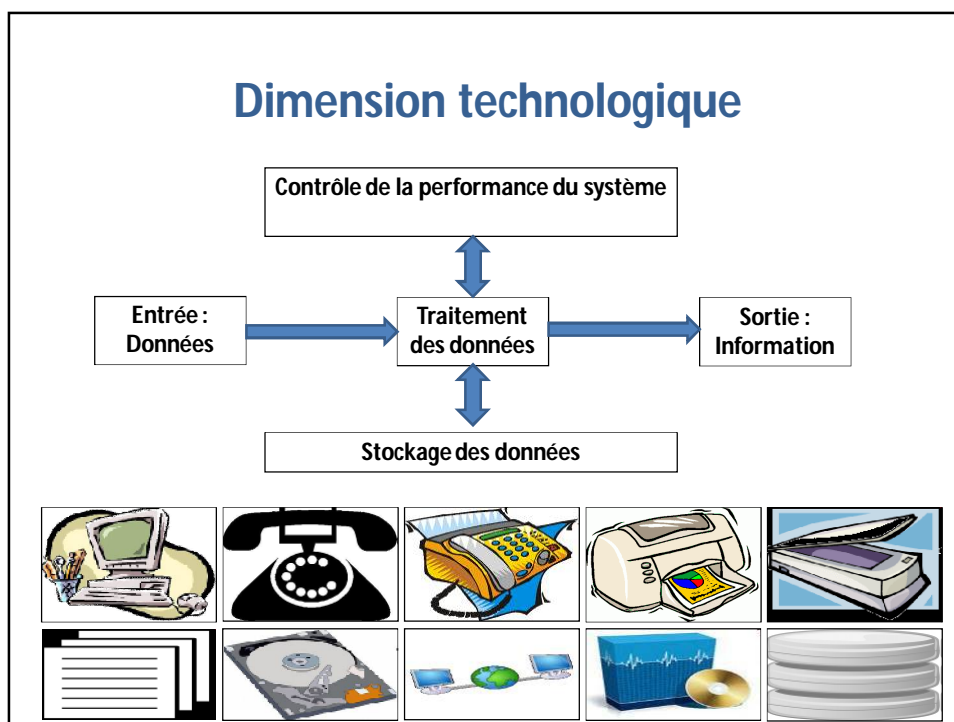 Dimension technologique
Contrôle de la performance du système
Entrée :
Données
Traitement
des données
Sortie :
Information
Stockage des données